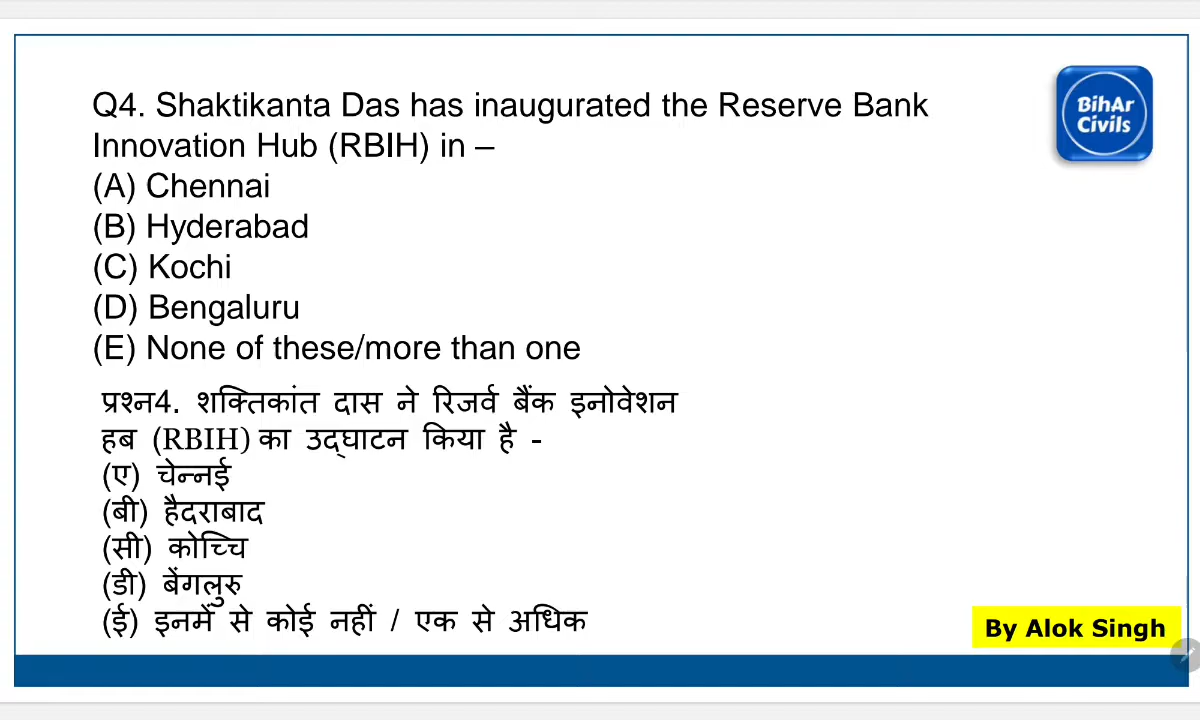 Q4. Shaktikanta Das has inaugurated the Reserve Bank
Innovation Hub (RBIH) in –
(A) Chennai
(B) Hyderabad
(C) Kochi
(D) Bengaluru
(E) None of these/more than one
BihAr
Civils
प्रश्न4. शक्तिकांत दास ने रिजर्व बैंक इनोवेशन
हब (RBIH) का उद्घाटन किया है -
(ए) चेन्नई
(बी) हैदराबाद
(सी) कोच्चि
(डी) बेंगलुरु
(ई) इनमें से कोई नहीं / एक से अधिक
By Alok Singh